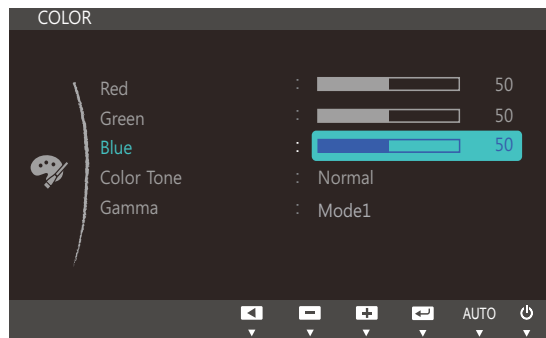 COLOR
Red : 50
Green : 50
Blue : 50
Color Tone : Normal
Gamma : Mode1
AUTO